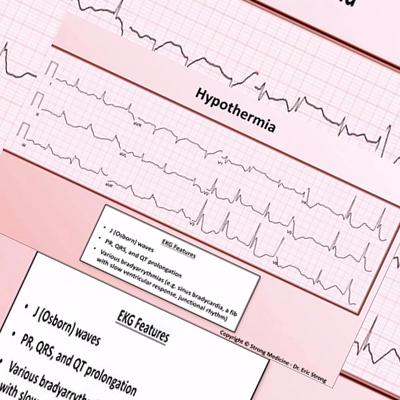 Hypothermia
EKG Features
• J (Osborn) waves
• PR, QRS, and QT prolongation
• Various bradyarrythmias (e.g. sinus bradycardia, a fib
with slow ventricular response, junctional rhythm)
Copyright © Strong Medicine - Dr. Eric Strong
EKG Features
• J (Osborn) waves
• PR, QRS, and QT prolongation
• Various bradyarryth
with slow